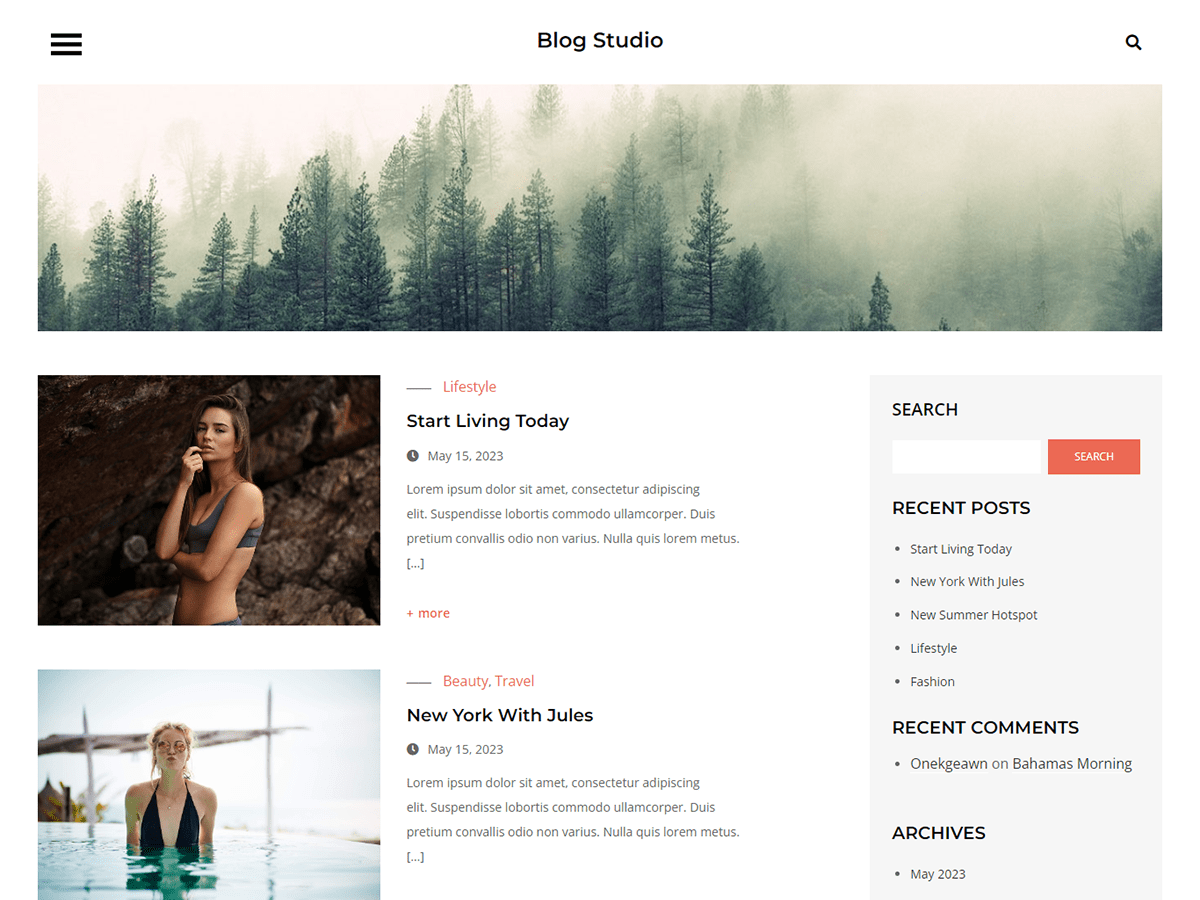 Blog Studio
Lifestyle
Start Living Today
May 15, 2023
Lorem ipsum dolor sit amet, consectetur adipiscing
elit. Suspendisse lobortis commodo ullamcorper. Duis
pretium convallis odio non varius. Nulla quis lorem metus.
[...]
+ more
Beauty, Travel
New York With Jules
May 15, 2023
Lorem ipsum dolor sit amet, consectetur adipiscing
elit. Suspendisse lobortis commodo ullamcorper. Duis
pretium convallis odio non varius. Nulla quis lorem metus.
[...]
SEARCH
SEARCH
RECENT POSTS
Start Living Today
New York With Jules
New Summer Hotspot
Lifestyle
Fashion
RECENT COMMENTS
Onekgeawn on Bahamas Morning
ARCHIVES
May 2023